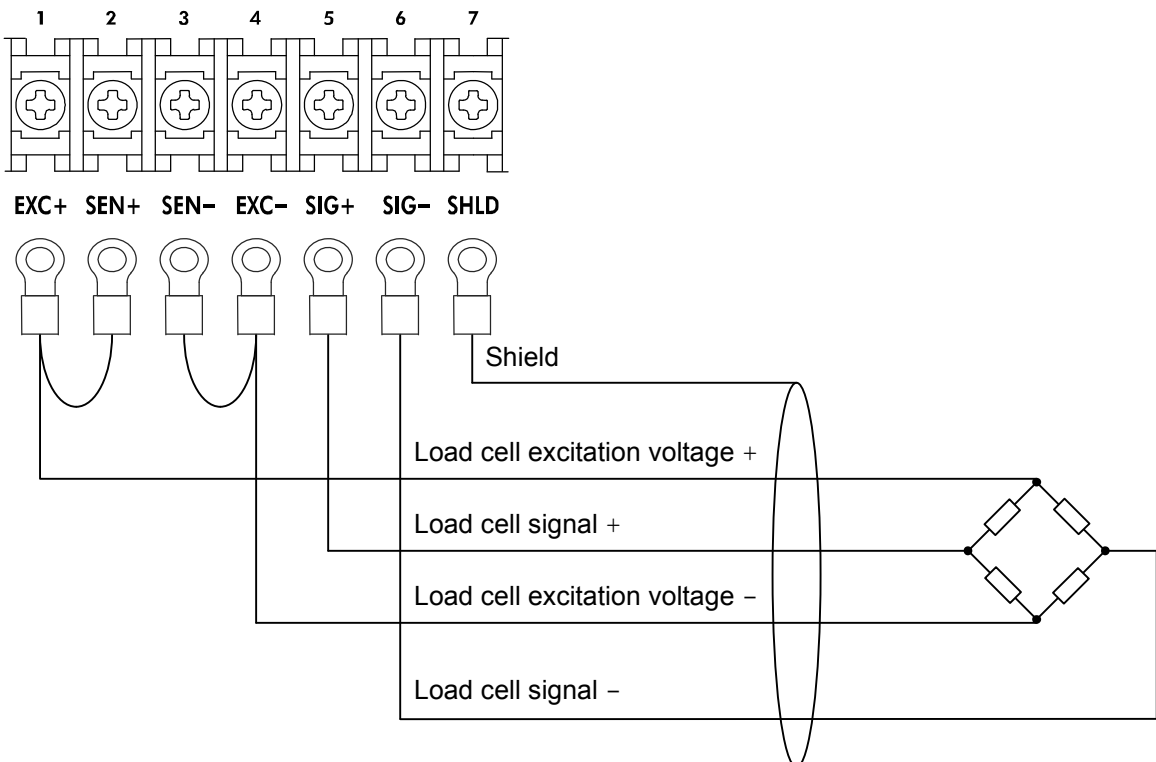 1 2 3 4 5 6 7
EXC+ SEN+ SEN− EXC− SIG+ SIG− SHLD
Shield
Load cell excitation voltage +
Load cell signal +
Load cell excitation voltage −
Load cell signal −